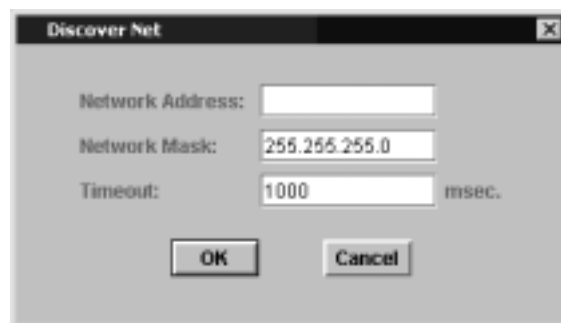 Discover Net
Network Address:
Network Mask: 255.255.255.0
Timeout: 1000 msec.
OK Cancel